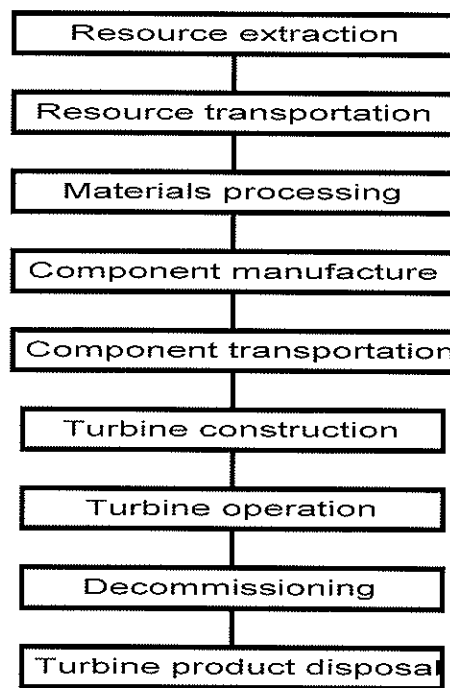 Resource extraction
Resource transportation
Materials processing
Component manufacture
Component transportation
Turbine construction
Turbine operation
Decommissioning
Turbine product disposal